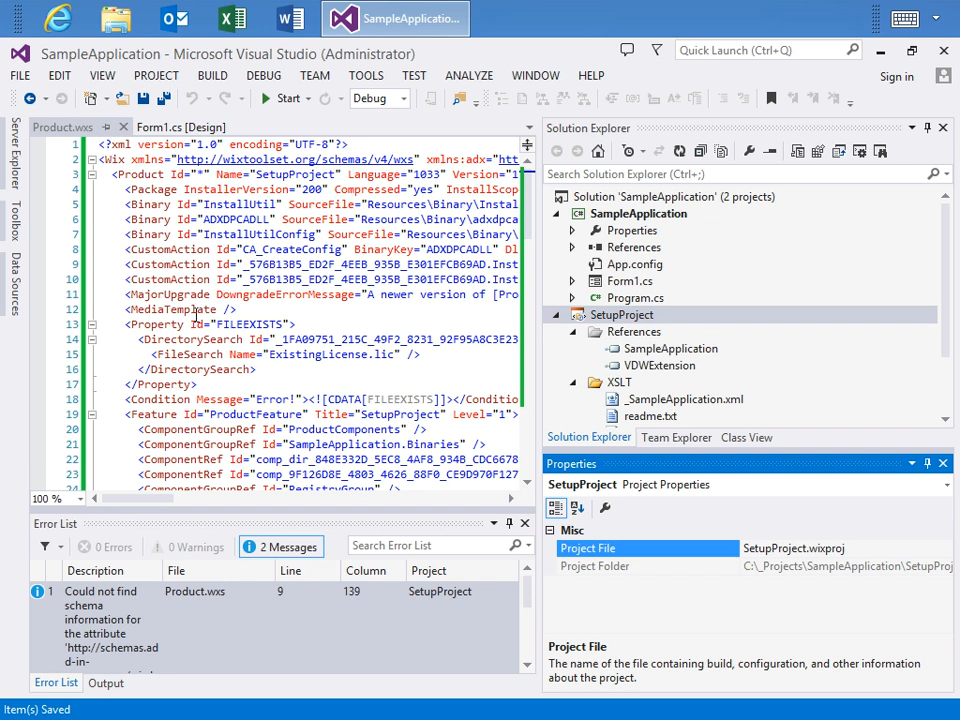 SampleApplicatio...
SampleApplication - Microsoft Visual Studio (Administrator)
Quick Launch (Ctrl+Q)
FILE EDIT VIEW PROJECT BUILD DEBUG TEAM TOOLS TEST ANALYZE WINDOW HELP
Sign in
Start
Debug
Server Explorer
Toolbox
Data Sources
Product.wxs
Form1.cs [Design]
1 <?xml version="1.0" encoding="UTF-8"?>
2 <Wix xmlns="http://wixtoolset.org/schemas/v4/wxs" xmlns:adx="htt
3 <Product Id="*" Name="SetupProject" Language="1033" Version="1
4 <Package InstallerVersion="200" Compressed="yes" InstallScop
5 <Binary Id="InstallUtil" SourceFile="Resources\Binary\Instal
6 <Binary Id="ADXDPCADLL" SourceFile="Resources\Binary\adxdpca
7 <Binary Id="InstallUtilConfig" SourceFile="Resources\Binary\
8 <CustomAction Id="CA_CreateConfig" BinaryKey="ADXDPCADLL" Dl
9 <CustomAction Id="_576B13B5_ED2F_4EEB_935B_E301EFCB69AD.Inst
10 <CustomAction Id="_576B13B5_ED2F_4EEB_935B_E301EFCB69AD.Inst
11 <MajorUpgrade DowngradeErrorMessage="A newer version of [Pro
12 <MediaTemplate />
13 <Property Id="FILEEXISTS">
14 <DirectorySearch Id="_1FA09751_215C_49F2_8231_92F95A8C3E23
15 <FileSearch Name="ExistingLicense.lic" />
16 </DirectorySearch>
17 </Property>
18 <Condition Message="Error!"><![CDATA[FILEEXISTS]]></Conditio
19 <Feature Id="ProductFeature" Title="SetupProject" Level="1">
20 <ComponentGroupRef Id="ProductComponents" />
21 <ComponentGroupRef Id="SampleApplication.Binaries" />
22 <ComponentRef Id="comp_dir_848E332D_5EC8_4AF8_934B_CDC6678
23 <ComponentRef Id="comp_9F126D8E_4803_4626_88F0_CE9D970F127
24 <ComponentGroupRef Id="RegistryGroup" />
100 %
Solution Explorer
Search Solution Explorer (Ctrl+;)
Solution 'SampleApplication' (2 projects)
SampleApplication
Properties
References
App.config
Form1.cs
Program.cs
SetupProject
References
SampleApplication
VDWExtension
XSLT
_SampleApplication.xml
readme.txt
Solution Explorer Team Explorer Class View
Properties
SetupProject Project Properties
Misc
Project File SetupProject.wixproj
Project Folder C:\_Projects\SampleApplication\SetupProj
Project File
The name of the file containing build, configuration, and other information
about the project.
Error List
0 Errors 0 Warnings 2 Messages Search Error List
Description File Line Column Project
1 Could not find Product.wxs 9 139 SetupProject
schema
information for
the attribute
'http://schemas.ad
d-in-
Error List Output
Item(s) Saved